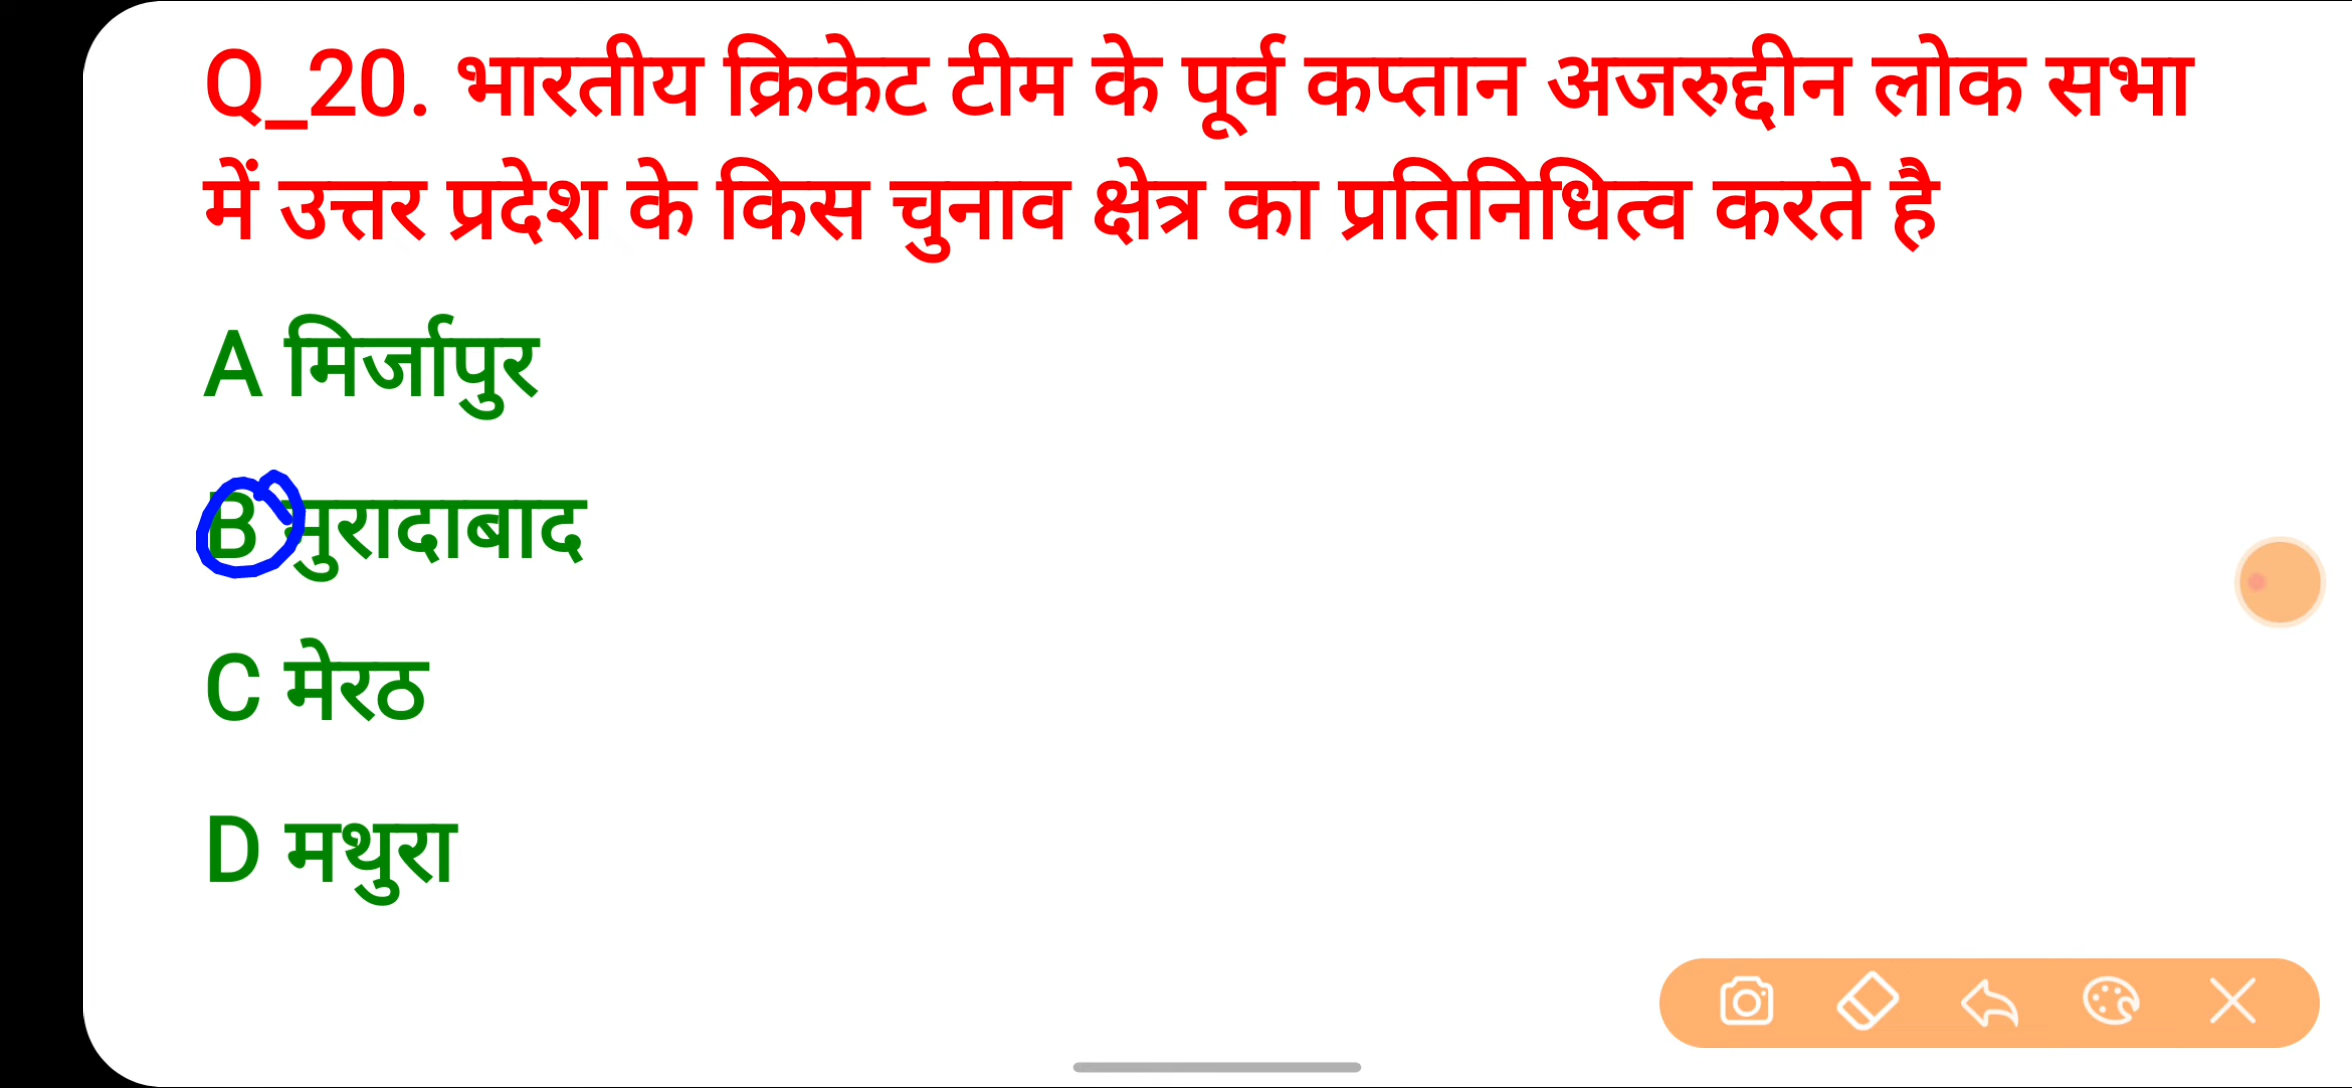 Q_20. भारतीय क्रिकेट टीम के पूर्व कप्तान अजरुद्दीन लोक सभा
में उत्तर प्रदेश के किस चुनाव क्षेत्र का प्रतिनिधित्व करते है
A मिर्जापुर
B मुरादाबाद
C मेरठ
D मथुरा